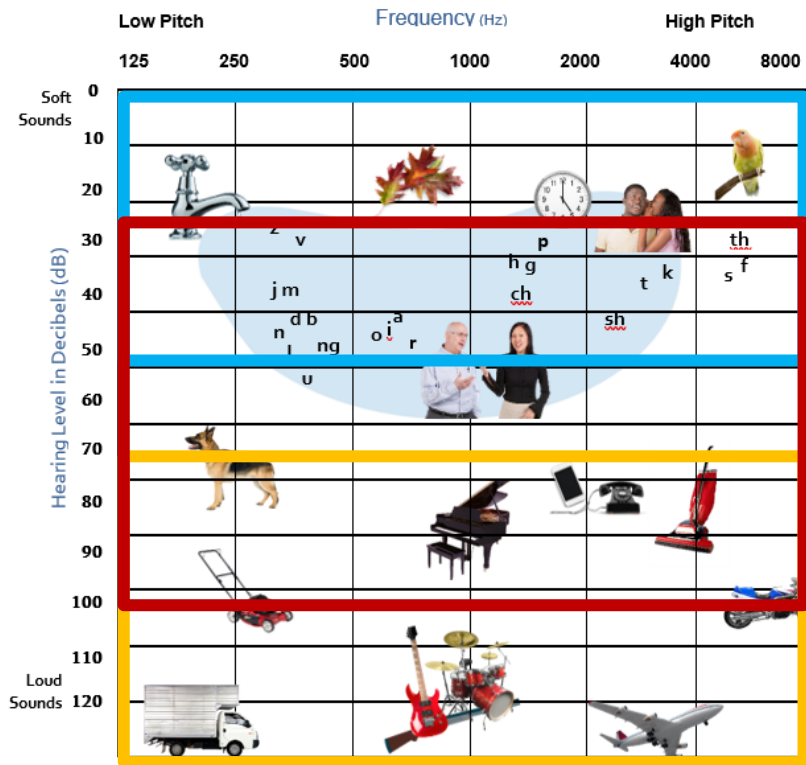 Low Pitch Frequency (Hz) High Pitch
125 250 500 1000 2000 4000 8000
Soft Sounds
Hearing Level in Decibels (dB)
0
10
20
30
40
50
60
70
80
90
100
110
120
Loud Sounds
z
v
p
th
h g
k
s
f
t
j m
ch
d b
a
sh
n
o
i
r
l
ng
u